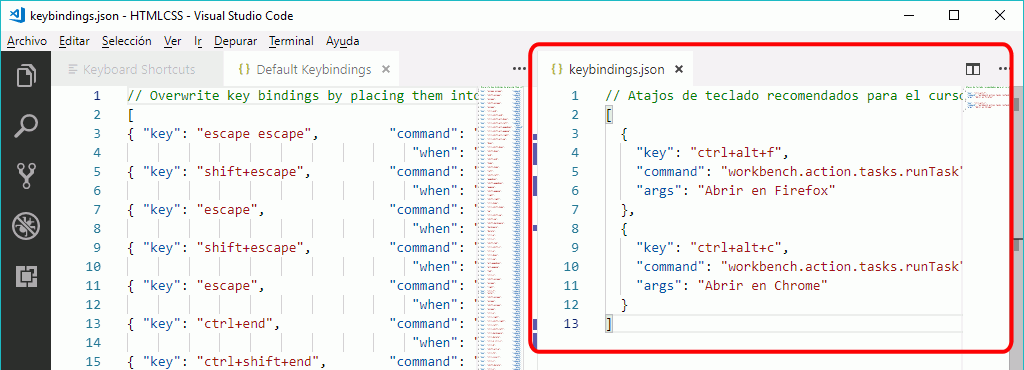 keybindings.json - HTMLCSS - Visual Studio Code
Archivo Editar Selección Ver Ir Depurar Terminal Ayuda
Keyboard Shortcuts {} Default Keybindings × ...
1 // Overwrite key bindings by placing them into
2 [
3 { "key": "escape escape", "command": "
4 "when": "
5 { "key": "shift+escape", "command": "
6 "when": "
7 { "key": "escape", "command": "
8 "when": "
9 { "key": "shift+escape", "command": "
10 "when": "
11 { "key": "escape", "command": "
12 "when": "
13 { "key": "ctrl+end", "command": "
14 "when": "
15 { "key": "ctrl+shift+end", "command": "
{} keybindings.json × ...
1 // Atajos de teclado recomendados para el curso
2 [
3 {
4 "key": "ctrl+alt+f",
5 "command": "workbench.action.tasks.runTask"
6 "args": "Abrir en Firefox"
7 },
8 {
9 "key": "ctrl+alt+c",
10 "command": "workbench.action.tasks.runTask"
11 "args": "Abrir en Chrome"
12 }
13 ]